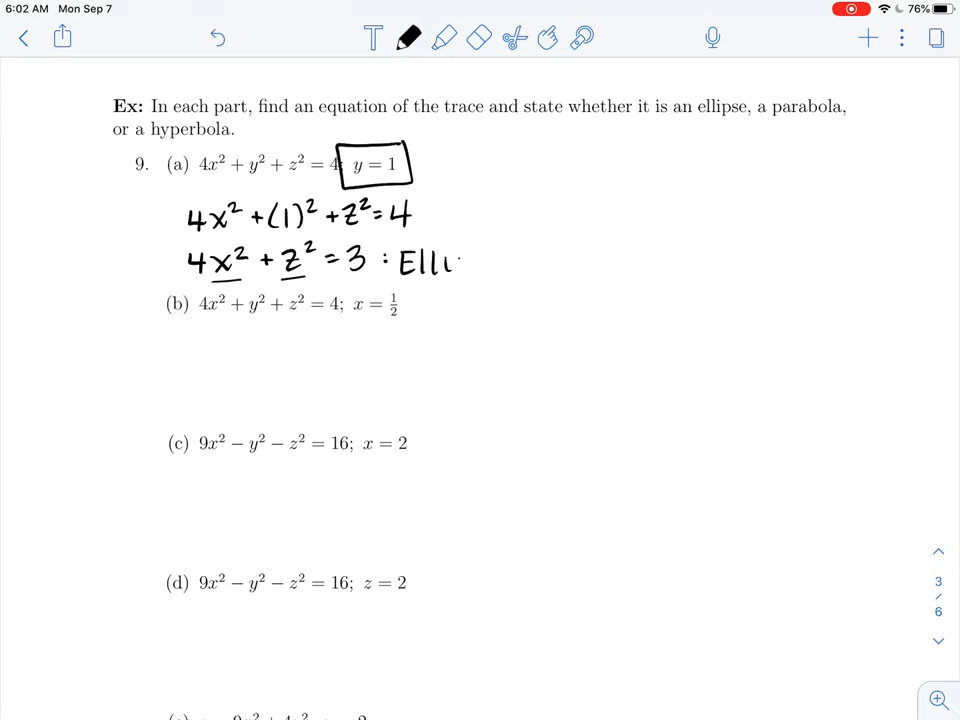 6:02 AM Mon Sep 7 76%
Ex: In each part, find an equation of the trace and state whether it is an ellipse, a parabola,
or a hyperbola.
9. (a) 4x² + y² + z² = 4; y = 1
4x² + (1)² + z² = 4
4x² + z² = 3 : Elli
(b) 4x² + y² + z² = 4; x = 1/2
(c) 9x² − y² − z² = 16; x = 2
(d) 9x² − y² − z² = 16; z = 2
3
/
6